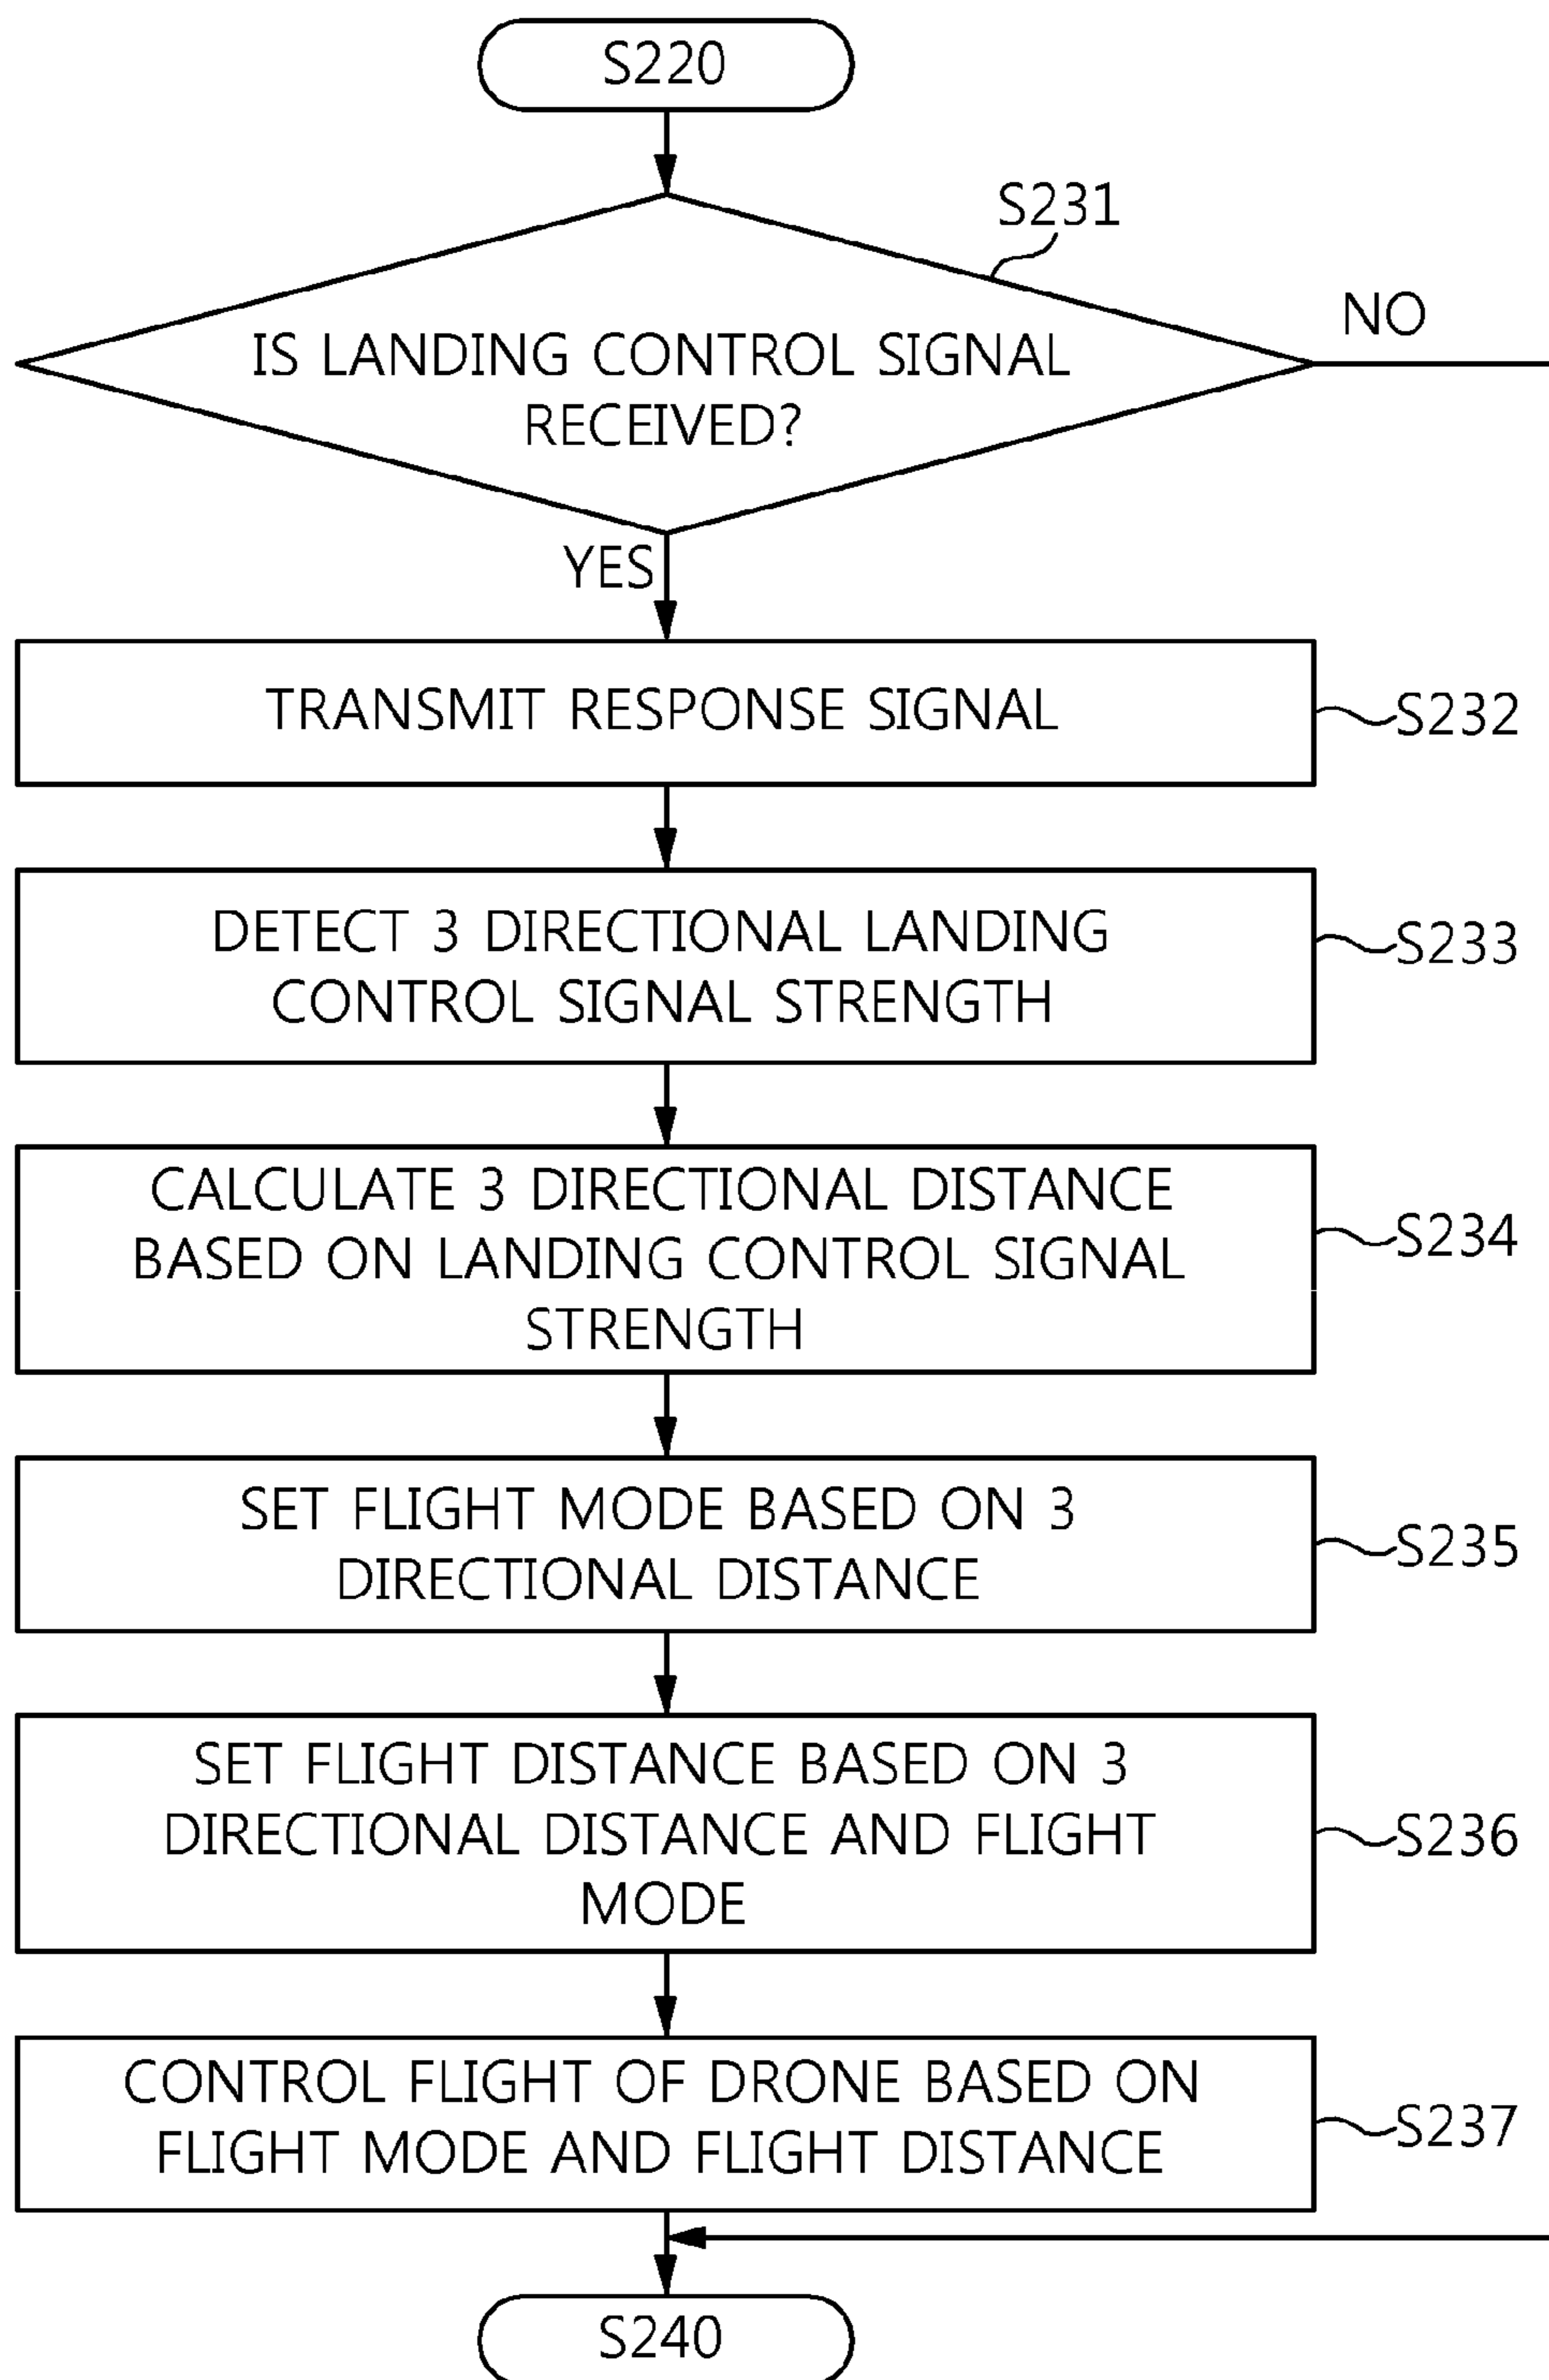 S220
S231
NO
IS LANDING CONTROL SIGNAL
RECEIVED?
YES
TRANSMIT RESPONSE SIGNAL
S232
DETECT 3 DIRECTIONAL LANDING
CONTROL SIGNAL STRENGTH
S233
CALCULATE 3 DIRECTIONAL DISTANCE
BASED ON LANDING CONTROL SIGNAL
STRENGTH
S234
SET FLIGHT MODE BASED ON 3
DIRECTIONAL DISTANCE
S235
SET FLIGHT DISTANCE BASED ON 3
DIRECTIONAL DISTANCE AND FLIGHT
MODE
S236
CONTROL FLIGHT OF DRONE BASED ON
FLIGHT MODE AND FLIGHT DISTANCE
S237
S240